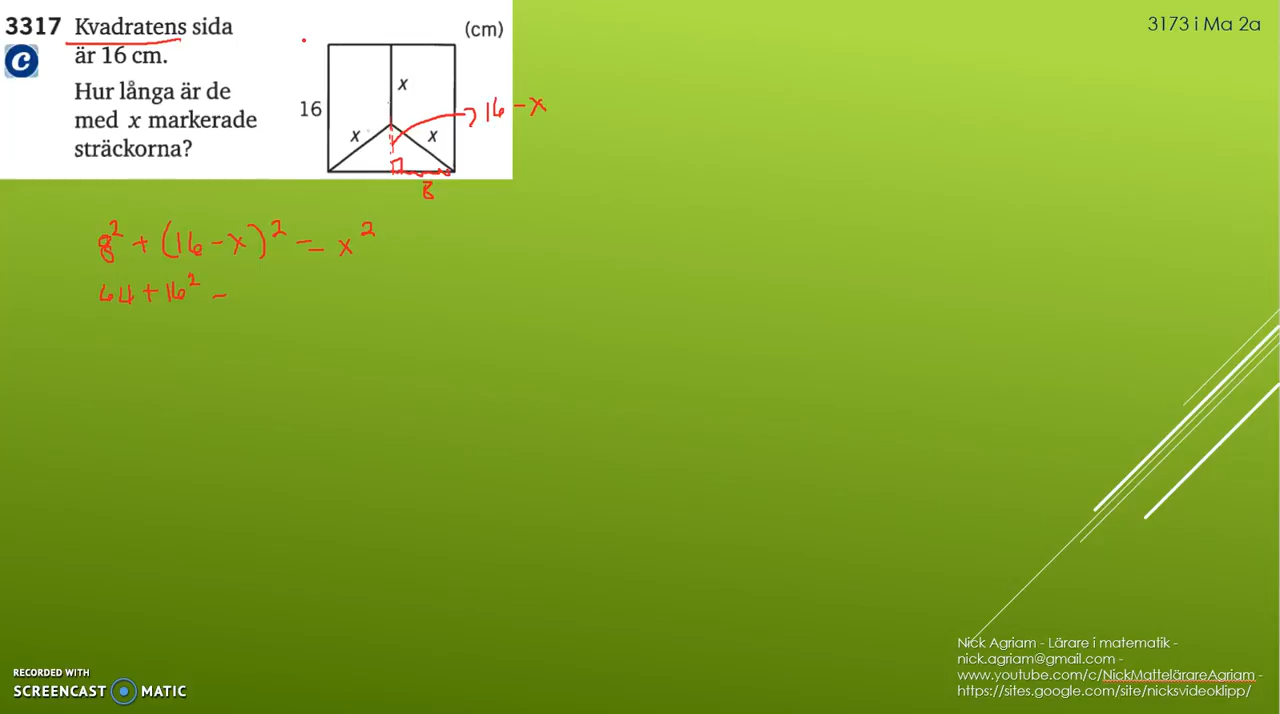 3317 Kvadratens sida
är 16 cm.
Hur långa är de
med x markerade
sträckorna?
(cm)
x
16
x
x
16 - x
8
3173 i Ma 2a
8² + (16 - x)² = x²
64 + 16² -
Nick Agriam - Lärare i matematik -
nick.agriam@gmail.com -
www.youtube.com/c/NickMattelärareAgriam -
https://sites.google.com/site/nicksvideoklipp/
RECORDED WITH
SCREENCAST MATIC